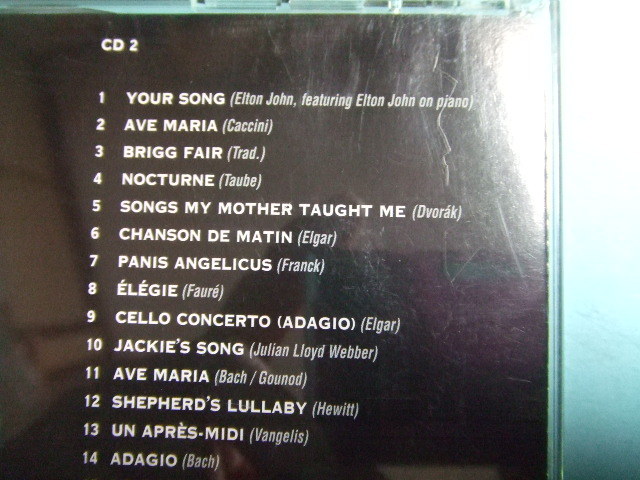 CD 2
1 YOUR SONG (Elton John, featuring Elton John on piano)
2 AVE MARIA (Caccini)
3 BRIGG FAIR (Trad.)
4 NOCTURNE (Taube)
5 SONGS MY MOTHER TAUGHT ME (Dvorák)
6 CHANSON DE MATIN (Elgar)
7 PANIS ANGELICUS (Franck)
8 ÉLÉGIE (Fauré)
9 CELLO CONCERTO (ADAGIO) (Elgar)
10 JACKIE'S SONG (Julian Lloyd Webber)
11 AVE MARIA (Bach / Gounod)
12 SHEPHERD'S LULLABY (Hewitt)
13 UN APRÈS-MIDI (Vangelis)
14 ADAGIO (Bach)